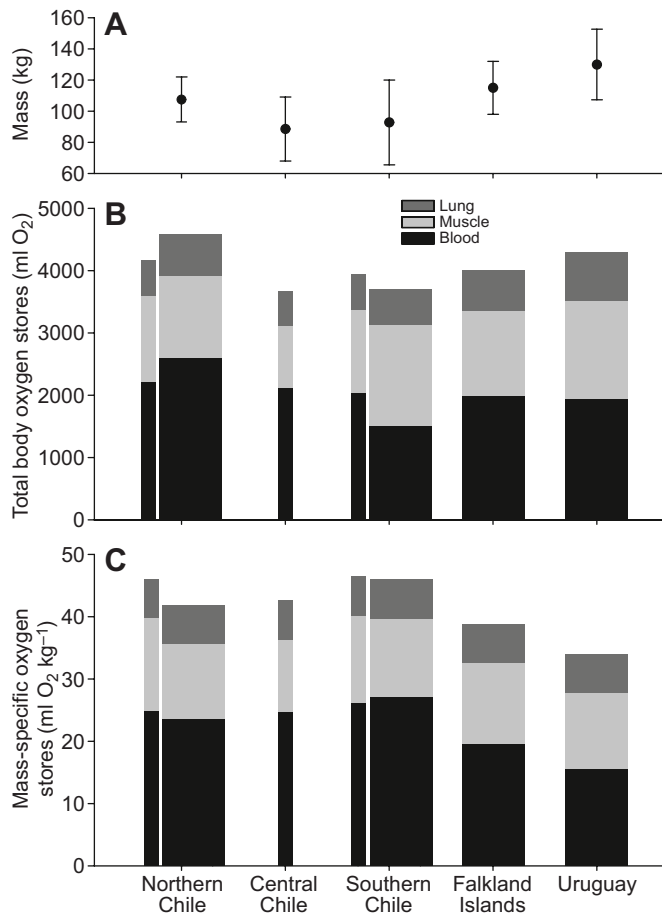 A
Mass (kg)
160
140
120
100
80
60
B
Total body oxygen stores (ml O₂)
5000
4000
3000
2000
1000
0
Lung
Muscle
Blood
C
Mass-specific oxygen
stores (ml O₂ kg⁻¹)
50
40
30
20
10
0
Northern
Chile
Central
Chile
Southern
Chile
Falkland
Islands
Uruguay